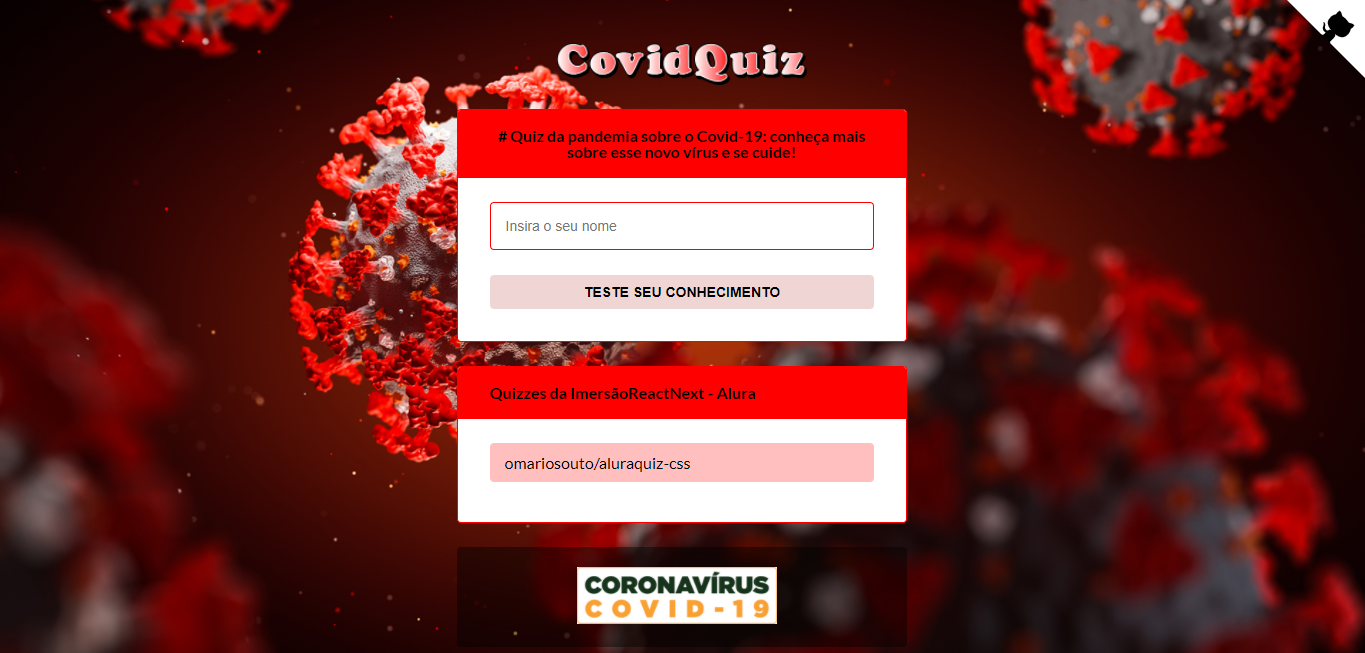 CovidQuiz
# Quiz da pandemia sobre o Covid-19: conheça mais
sobre esse novo vírus e se cuide!
Insira o seu nome
TESTE SEU CONHECIMENTO
Quizzes da ImersãoReactNext - Alura
omariosouto/aluraquiz-css
CORONAVÍRUS
COVID-19